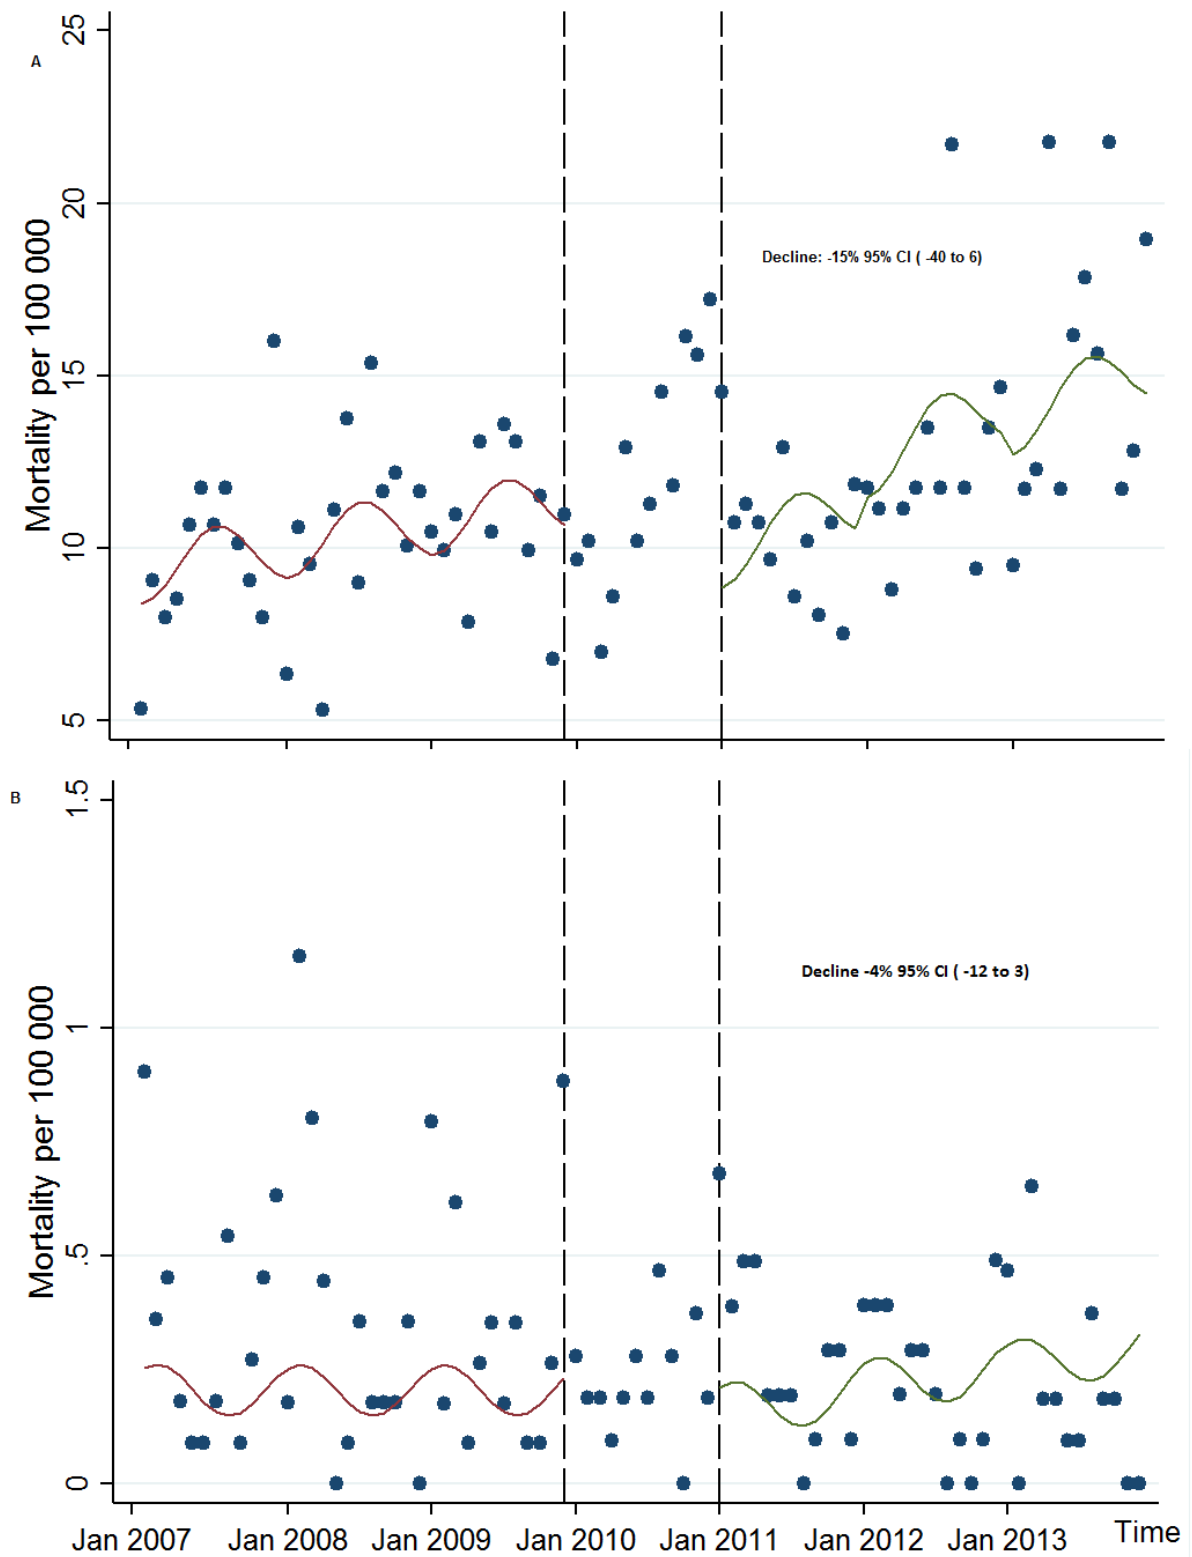 A
25
20
15
10
5
Mortality per 100 000
Decline: -15% 95% CI ( -40 to 6)
B
1.5
1
.5
0
Mortality per 100 000
Decline -4% 95% CI ( -12 to 3)
Jan 2007 Jan 2008 Jan 2009 Jan 2010 Jan 2011 Jan 2012 Jan 2013 Time